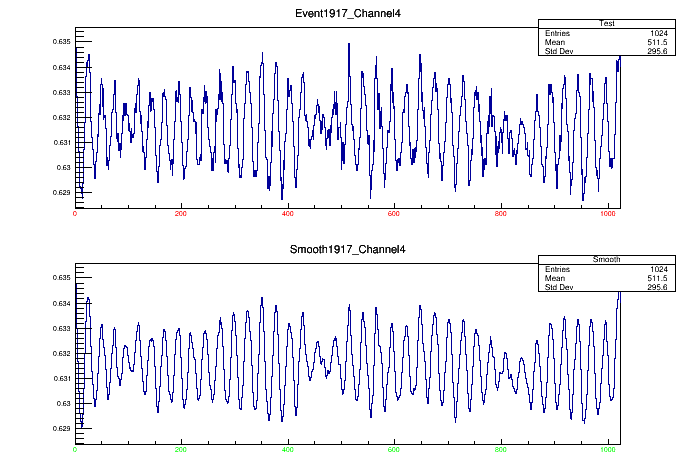 Event1917_Channel4
Test
Entries 1024
Mean 511.5
Std Dev 295.6
0.635
0.634
0.633
0.632
0.631
0.63
0.629
0 200 400 600 800 1000
Smooth1917_Channel4
Smooth
Entries 1024
Mean 511.5
Std Dev 295.6
0.635
0.634
0.633
0.632
0.631
0.63
0.629
0 200 400 600 800 1000